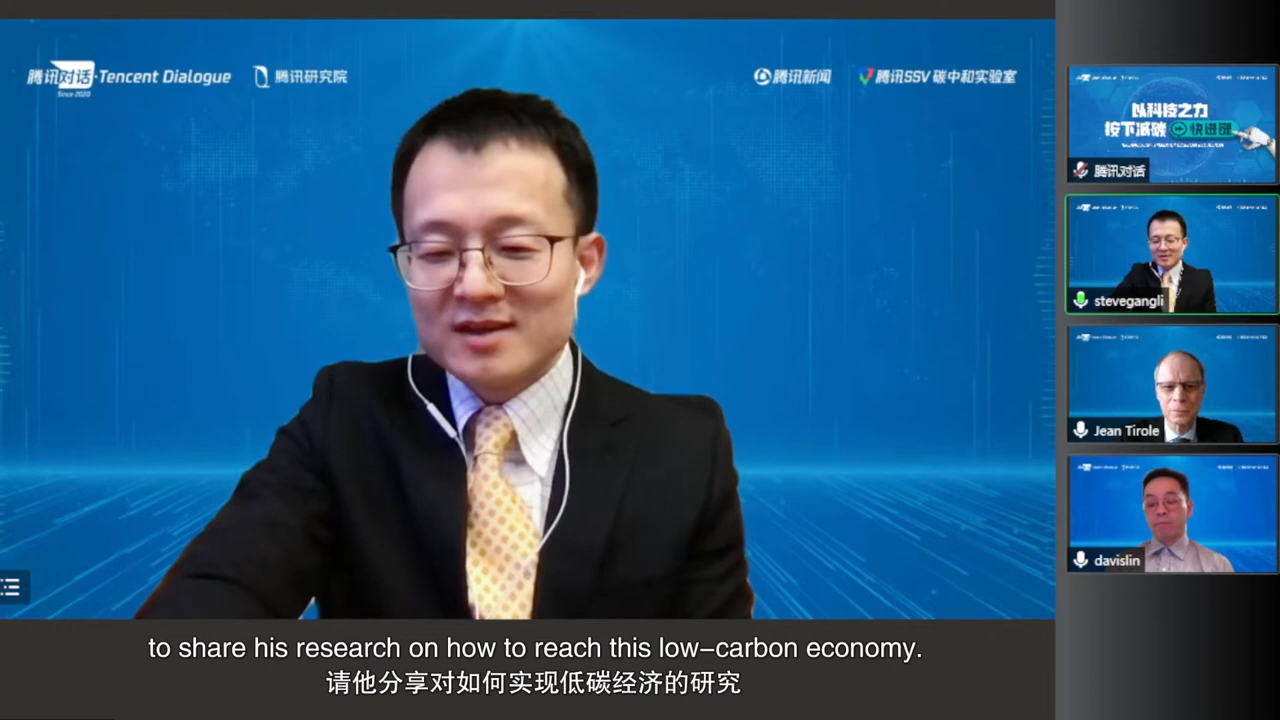 腾讯对话·Tencent Dialogue
Since 2020
腾讯研究院
腾讯新闻
腾讯SSV 碳中和实验室
以科技之力
按下减碳 快进键
腾讯对话
stevegangli
Jean Tirole
davislin
to share his research on how to reach this low-carbon economy.
请他分享对如何实现低碳经济的研究